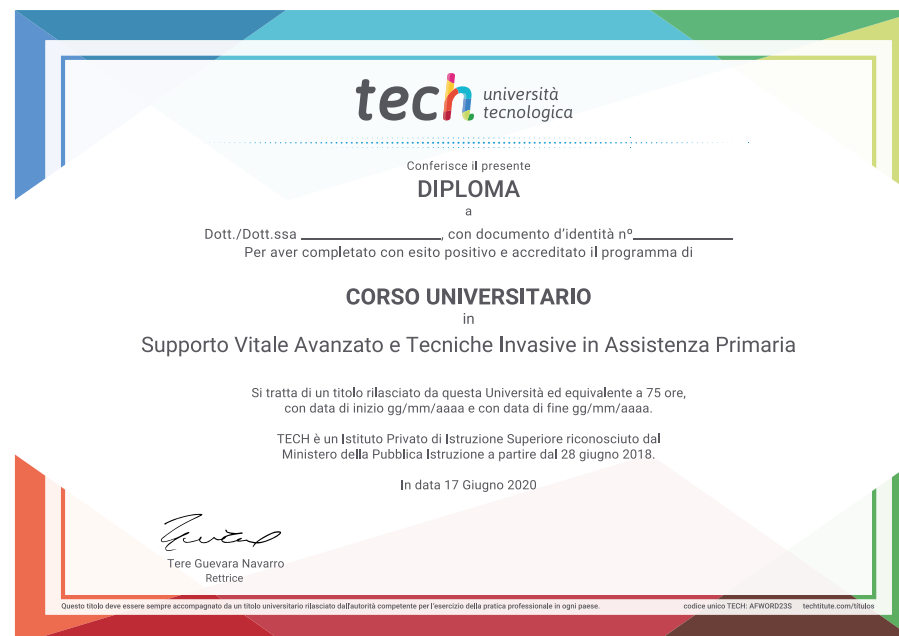 tech università
tecnologica
Conferisce il presente
DIPLOMA
a
Dott./Dott.ssa ____________________, con documento d'identità nº______________
Per aver completato con esito positivo e accreditato il programma di
CORSO UNIVERSITARIO
in
Supporto Vitale Avanzato e Tecniche Invasive in Assistenza Primaria
Si tratta di un titolo rilasciato da questa Università ed equivalente a 75 ore,
con data di inizio gg/mm/aaaa e con data di fine gg/mm/aaaa.
TECH è un Istituto Privato di Istruzione Superiore riconosciuto dal
Ministero della Pubblica Istruzione a partire dal 28 giugno 2018.
In data 17 Giugno 2020
Tere Guevara Navarro
Rettrice
Questo titolo deve essere sempre accompagnato da un titolo universitario rilasciato dall'autorità competente per l'esercizio della pratica professionale in ogni paese. codice unico TECH: AFWORD23S techtitute.com/titulos